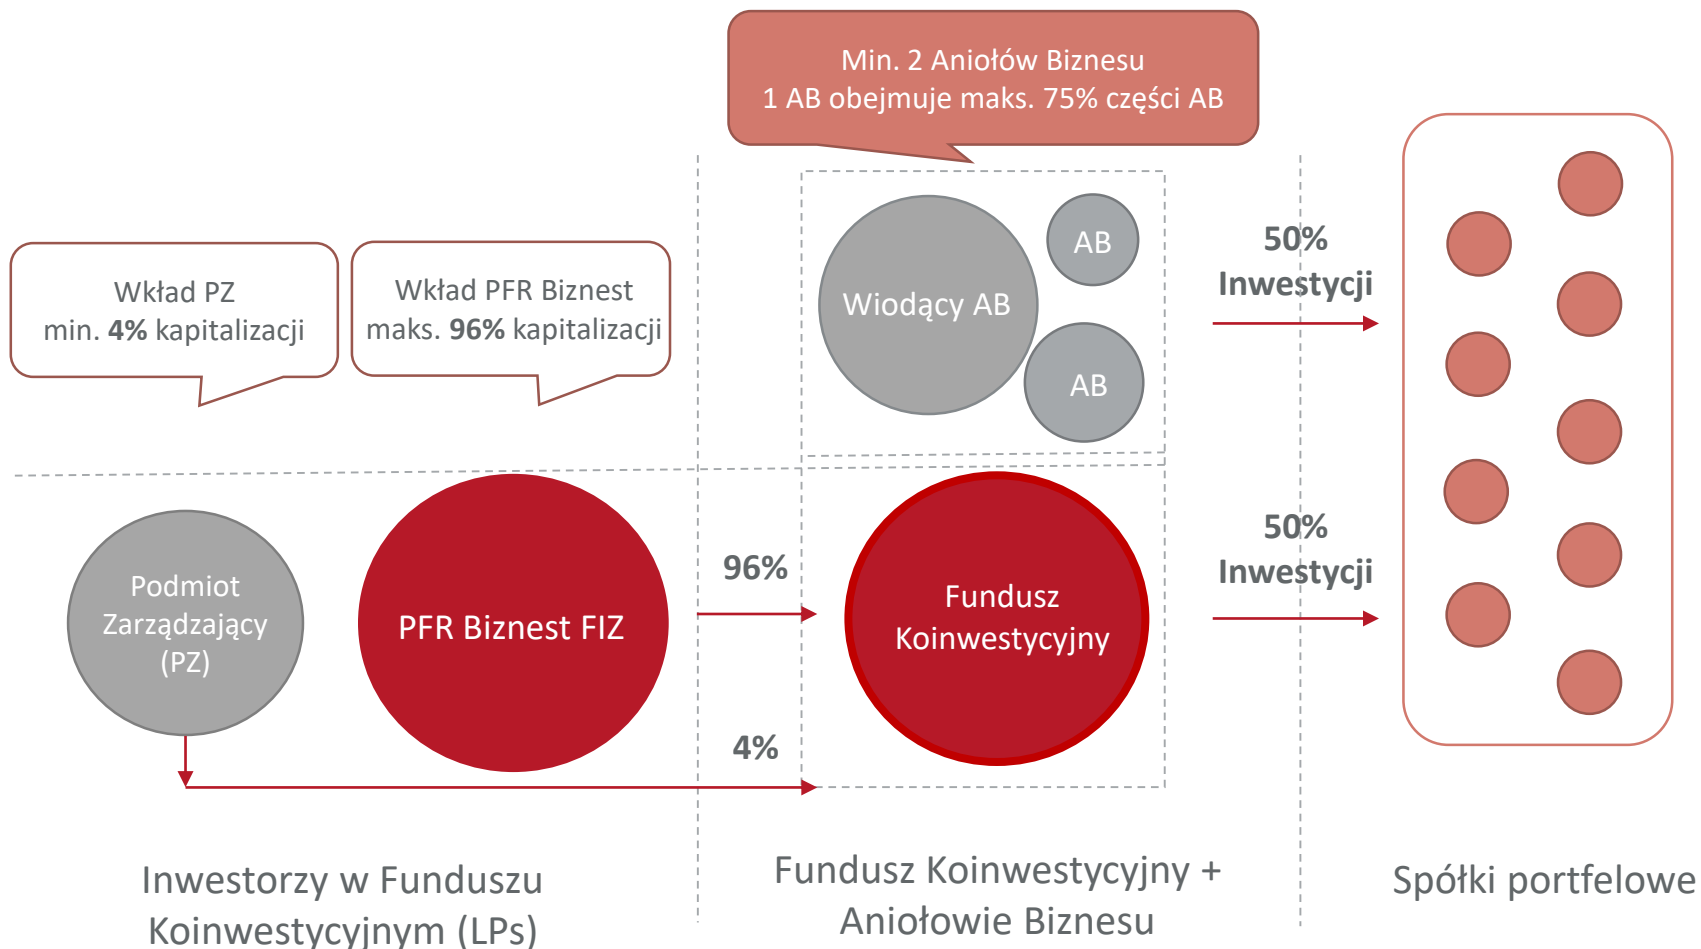 Min. 2 Aniołów Biznesu
1 AB obejmuje maks. 75% części AB
Wkład PZ
min. 4% kapitalizacji
Wkład PFR Biznest
maks. 96% kapitalizacji
Wiodący AB
AB
AB
50%
Inwestycji
Podmiot
Zarządzający
(PZ)
PFR Biznest FIZ
96%
4%
Fundusz
Koinwestycyjny
50%
Inwestycji
Inwestorzy w Funduszu
Koinwestycyjnym (LPs)
Fundusz Koinwestycyjny +
Aniołowie Biznesu
Spółki portfelowe